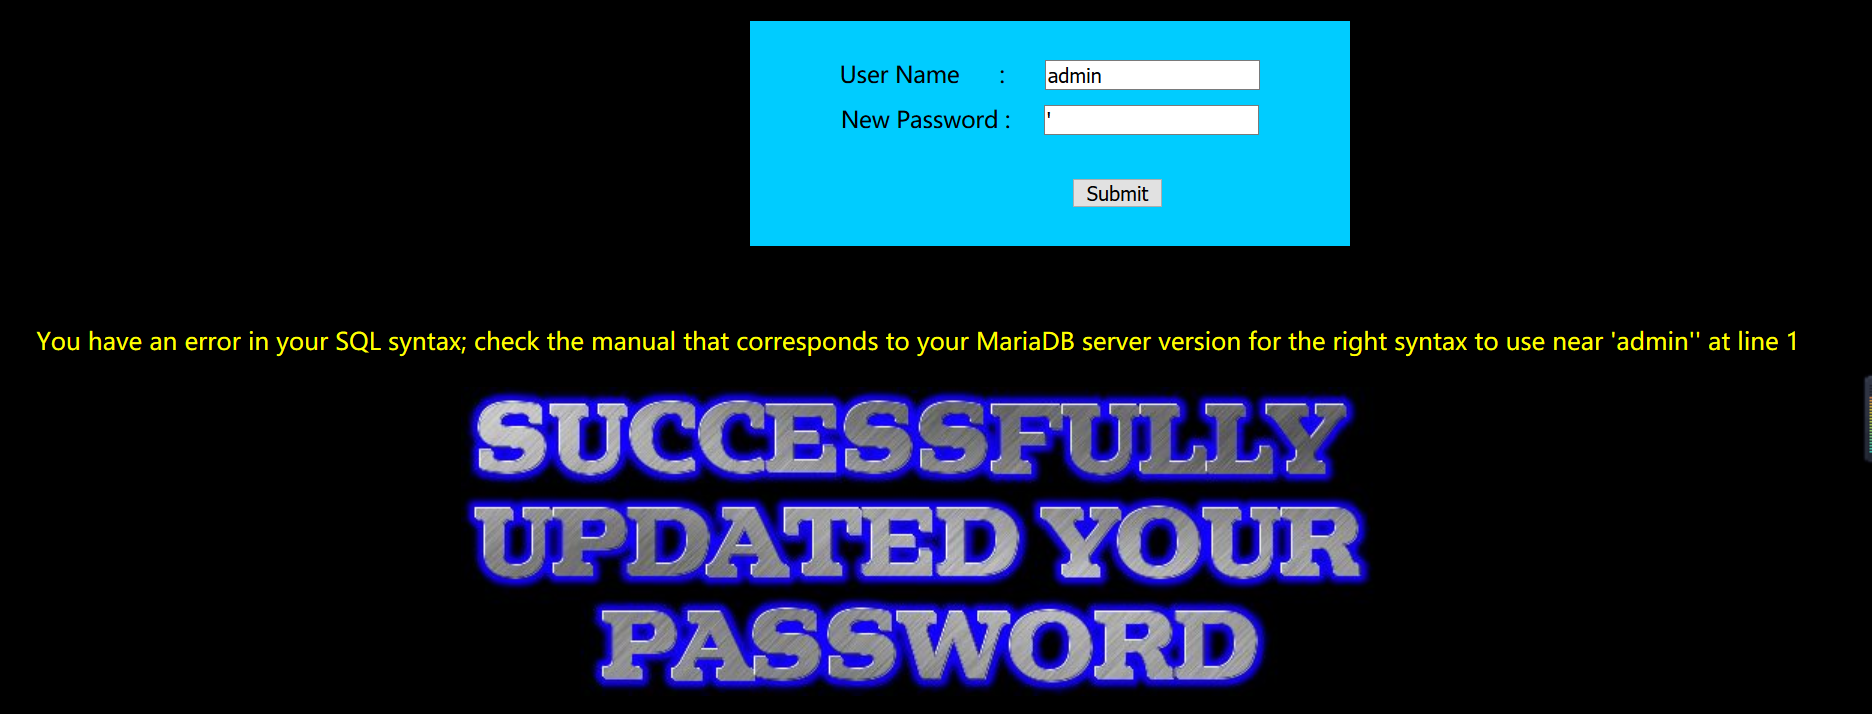 User Name : admin
New Password : '
Submit
You have an error in your SQL syntax; check the manual that corresponds to your MariaDB server version for the right syntax to use near 'admin'' at line 1
SUCCESSFULLY
UPDATED YOUR
PASSWORD